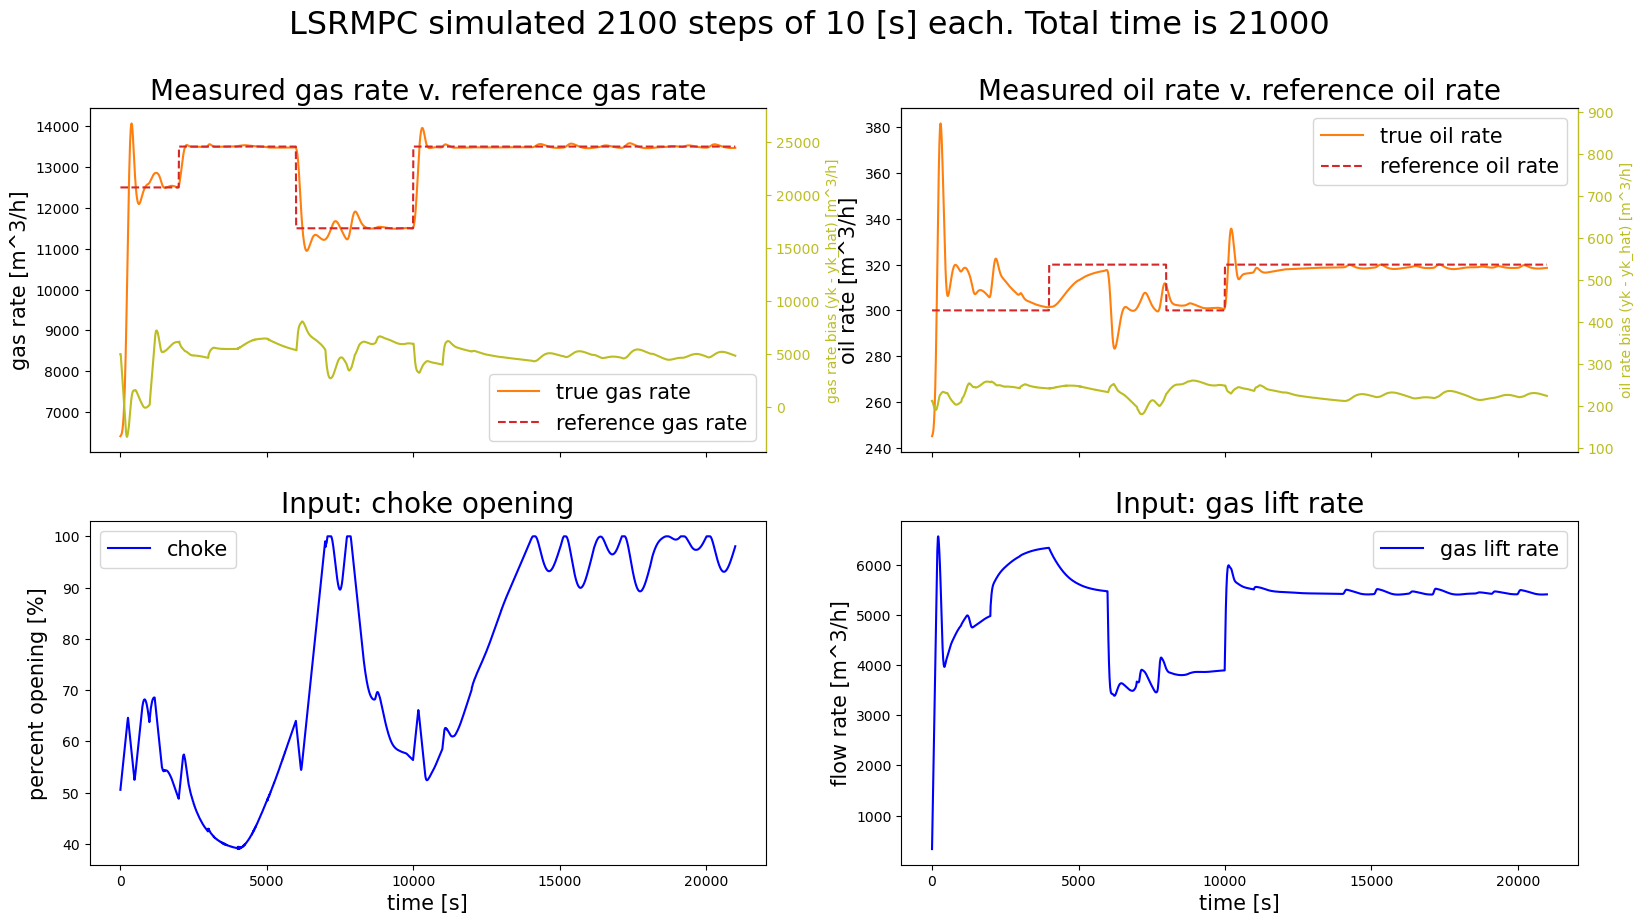 LSRMPC simulated 2100 steps of 10 [s] each. Total time is 21000
Measured gas rate v. reference gas rate
gas rate [m^3/h]
14000
13000
12000
11000
10000
9000
8000
7000
25000
20000
15000
10000
5000
0
gas rate bias (yk - yk_hat) [m^3/h]
true gas rate
reference gas rate
Measured oil rate v. reference oil rate
oil rate [m^3/h]
380
360
340
320
300
280
260
240
900
800
700
600
500
400
300
200
100
oil rate bias (yk - yk_hat) [m^3/h]
true oil rate
reference oil rate
Input: choke opening
percent opening [%]
100
90
80
70
60
50
40
choke
0
5000
10000
15000
20000
time [s]
Input: gas lift rate
flow rate [m^3/h]
6000
5000
4000
3000
2000
1000
gas lift rate
0
5000
10000
15000
20000
time [s]